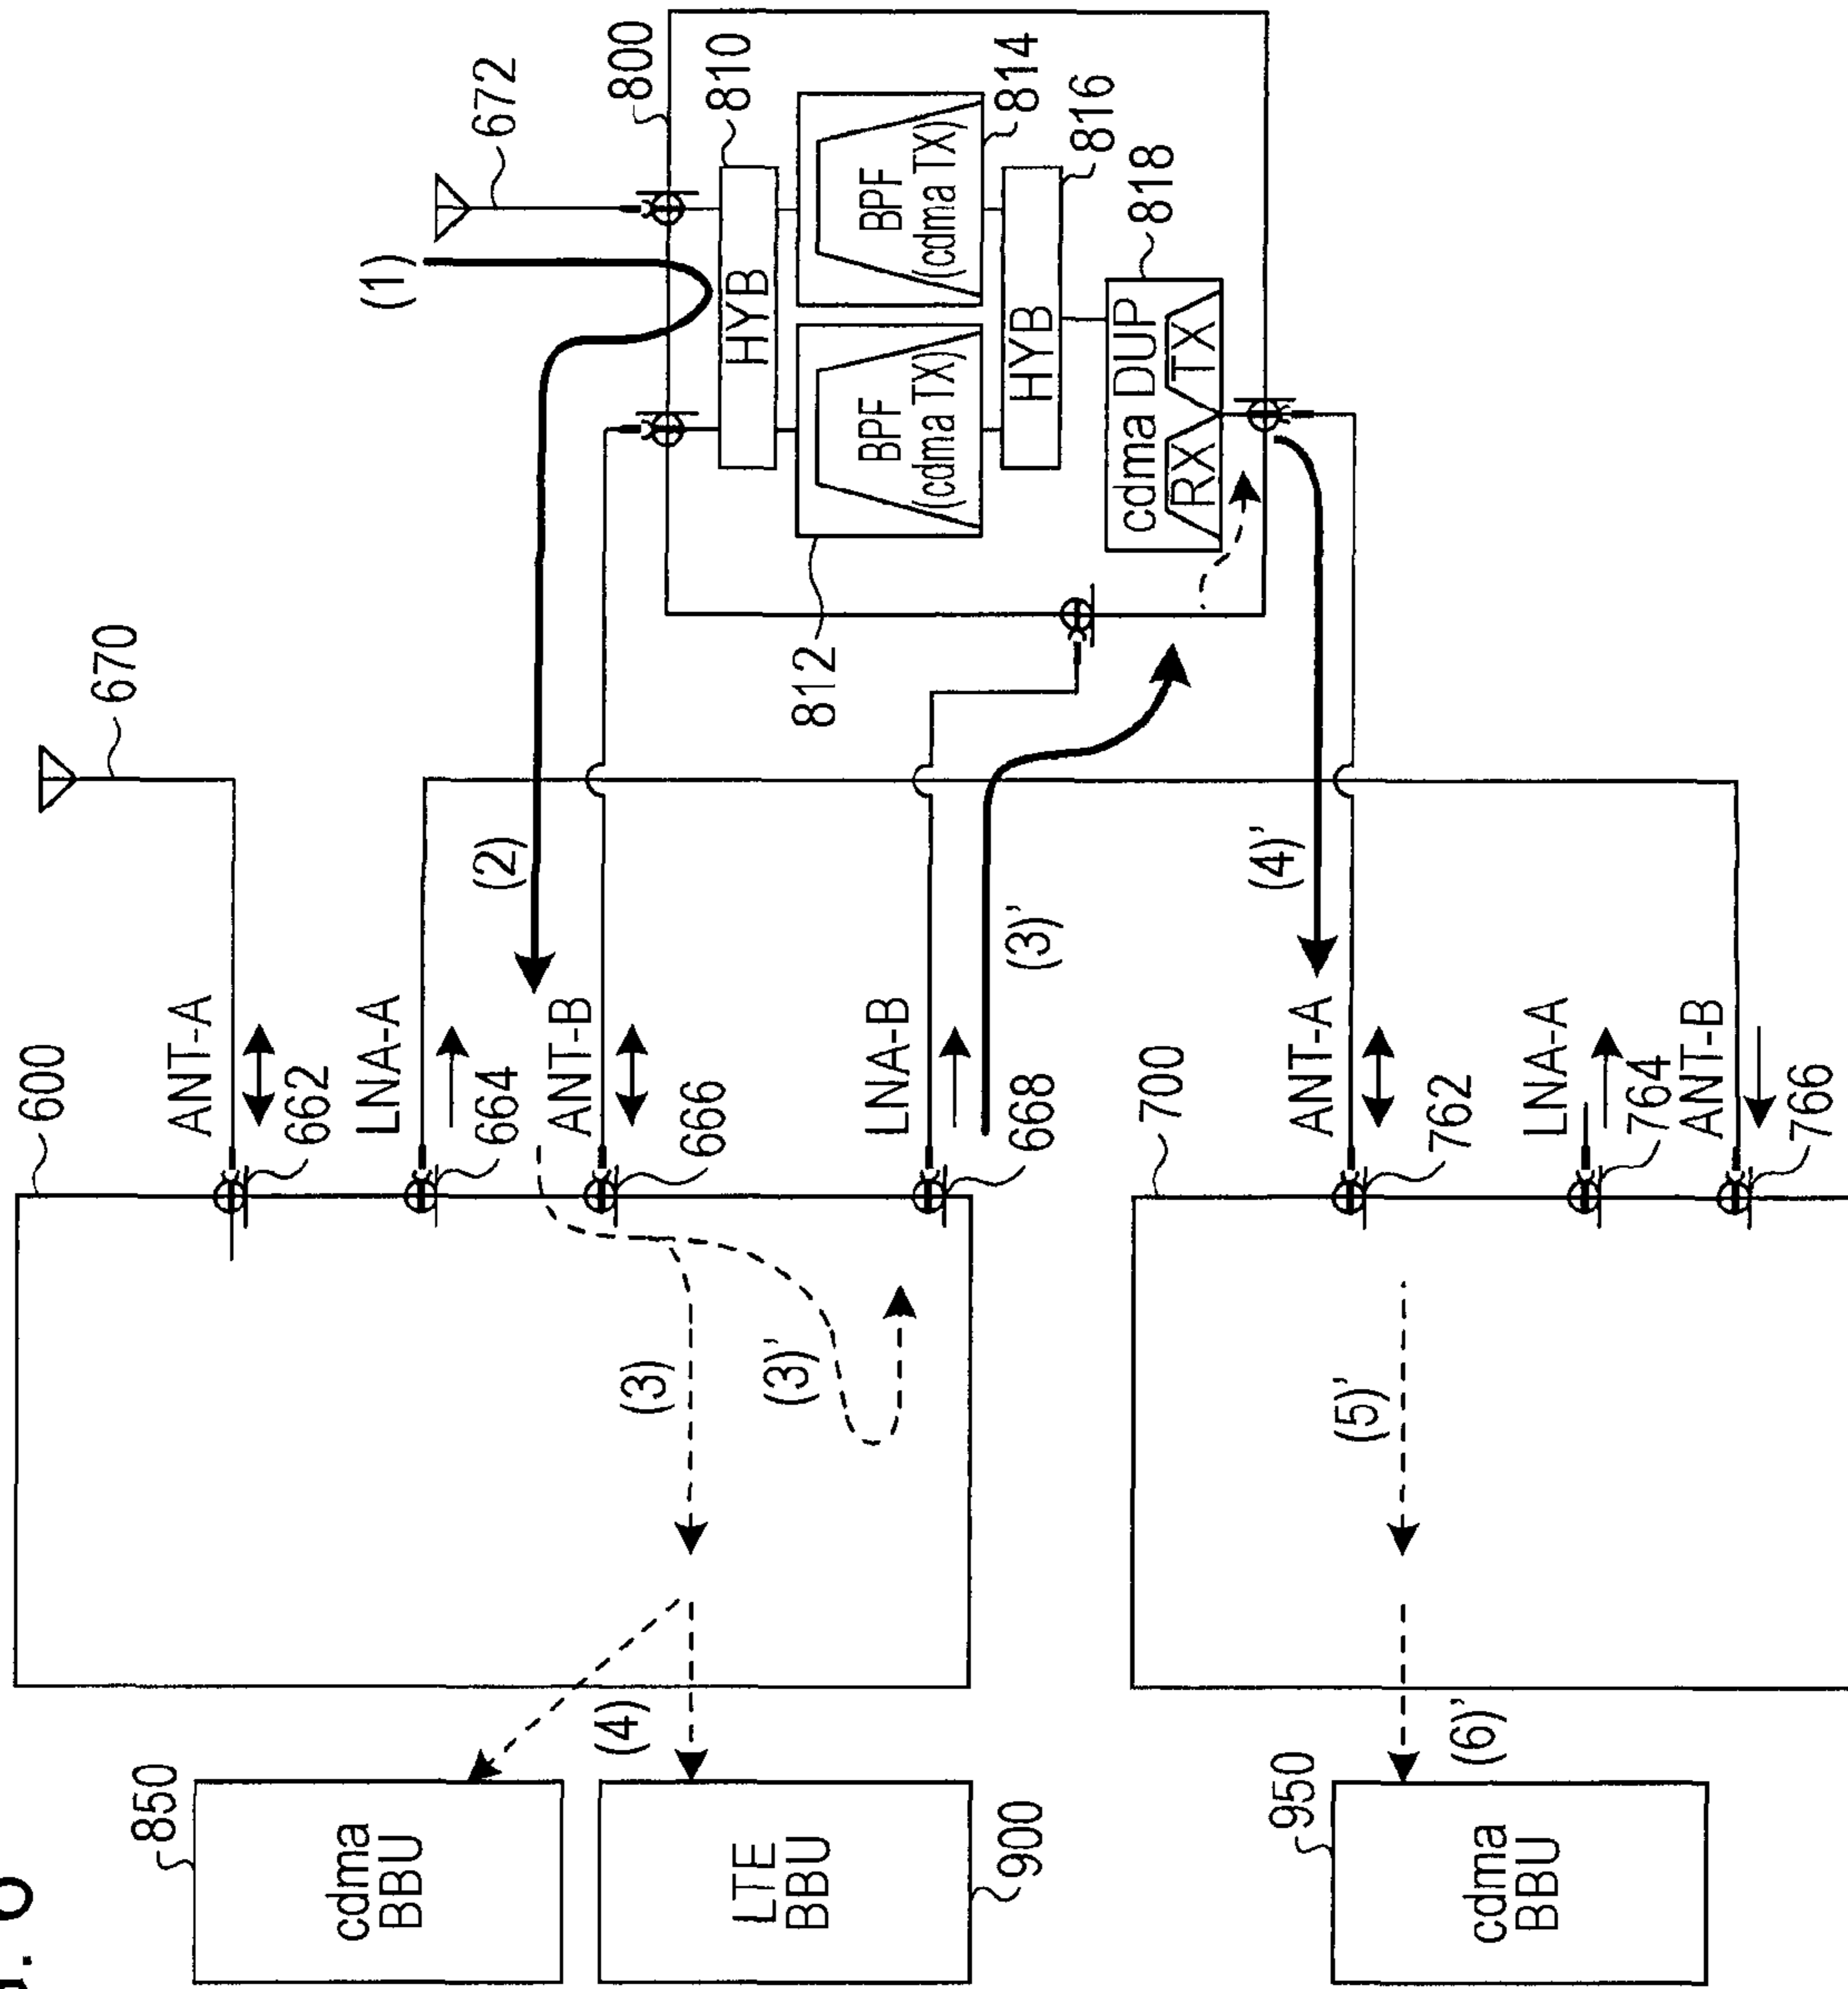 670
(1)
672
800
810
HYB
BPF
(cdma TX)
BPF
(cdma TX)
814
812
HYB
816
cdma DUP
RX
TX
818
600
ANT-A
662
LNA-A
664
(2)
ANT-B
666
LNA-B
668
(3)'
(3)
(3)'
(4)'
700
ANT-A
762
LNA-A
764
ANT-B
766
(5)'
850
cdma
BBU
(4)
LTE
BBU
900
950
cdma
BBU
(6)'